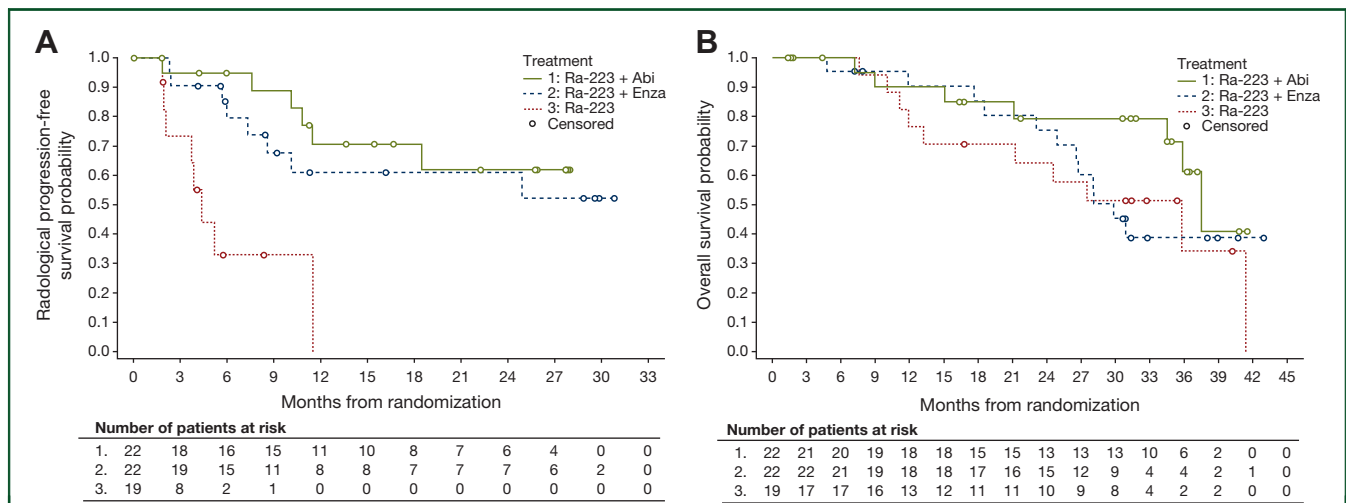 A
Radological progression-free
survival probability
1.0
0.9
0.8
0.7
0.6
0.5
0.4
0.3
0.2
0.1
0.0
Treatment
1: Ra-223 + Abi
2: Ra-223 + Enza
3: Ra-223
Censored
0 3 6 9 12 15 18 21 24 27 30 33
Months from randomization
Number of patients at risk
1. 22 18 16 15 11 10 8 7 6 4 0 0
2. 22 19 15 11 8 8 7 7 7 6 2 0
3. 19 8 2 1 0 0 0 0 0 0 0 0
B
Overall survival probability
1.0
0.9
0.8
0.7
0.6
0.5
0.4
0.3
0.2
0.1
0.0
Treatment
1: Ra-223 + Abi
2: Ra-223 + Enza
3: Ra-223
Censored
0 3 6 9 12 15 18 21 24 27 30 33 36 39 42 45
Months from randomization
Number of patients at risk
1. 22 21 20 19 18 18 15 15 13 13 13 10 6 2 0 0
2. 22 22 21 19 18 18 17 16 15 12 9 4 4 2 1 0
3. 19 17 17 16 13 12 11 11 10 9 8 4 2 2 0 0